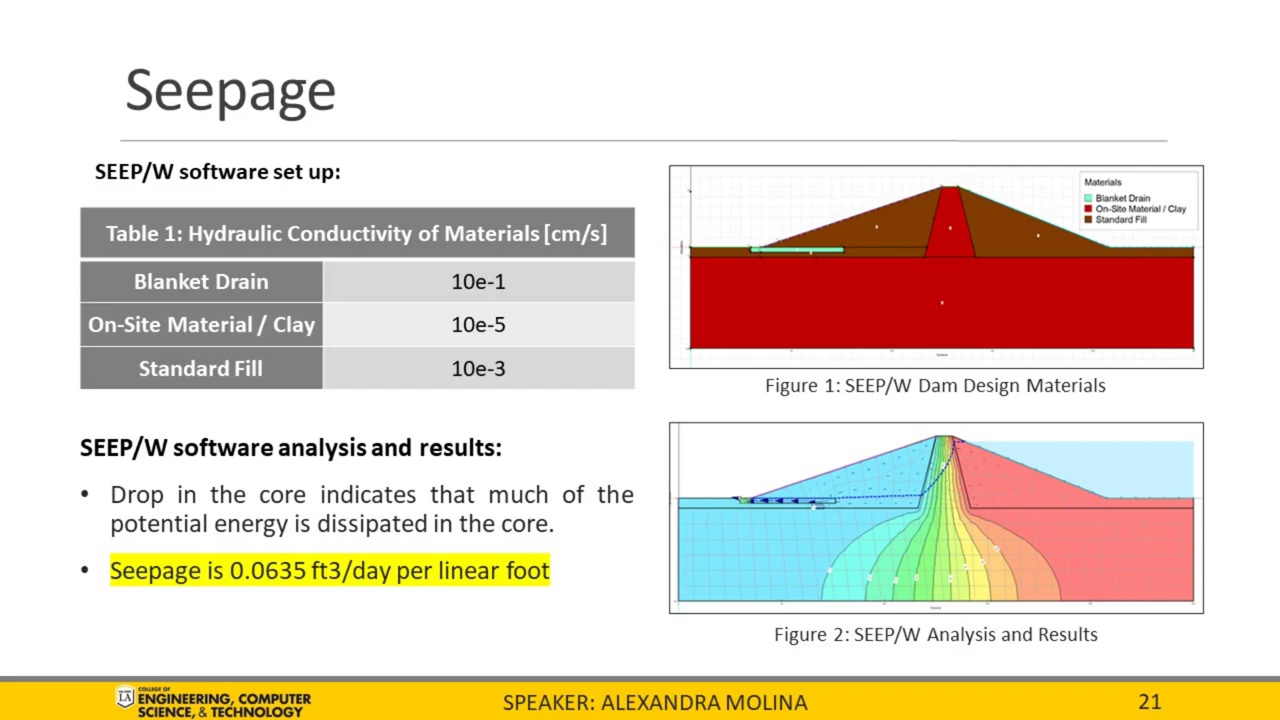 Seepage
SEEP/W software set up:
Table 1: Hydraulic Conductivity of Materials [cm/s]
Blanket Drain 10e-1
On-Site Material / Clay 10e-5
Standard Fill 10e-3
SEEP/W software analysis and results:
• Drop in the core indicates that much of the
potential energy is dissipated in the core.
• Seepage is 0.0635 ft3/day per linear foot
Materials
Blanket Drain
On-Site Material / Clay
Standard Fill
Figure 1: SEEP/W Dam Design Materials
Figure 2: SEEP/W Analysis and Results
LA
COLLEGE OF
ENGINEERING, COMPUTER
SCIENCE, & TECHNOLOGY
SPEAKER: ALEXANDRA MOLINA
21